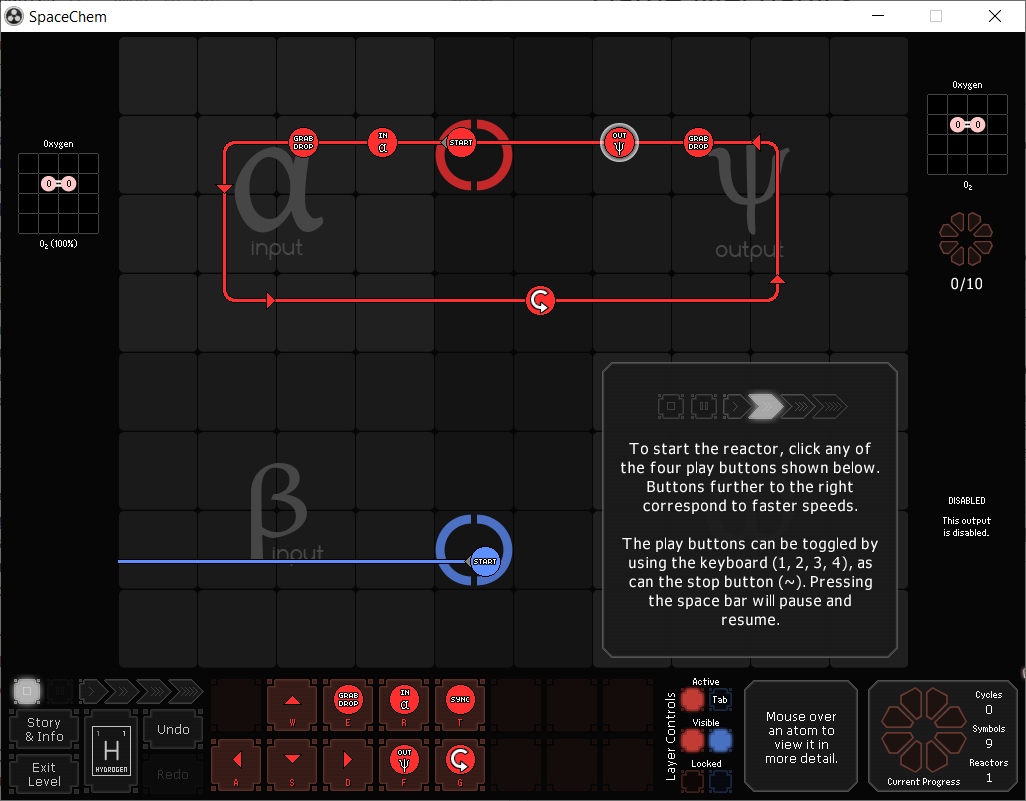 SpaceChem
Oxygen
O=O
O₂ (100%)
GRAB
DROP
IN
α
START
OUT
ψ
GRAB
DROP
α
input
ψ
output
β
input
START
Oxygen
O=O
O₂
0/10
To start the reactor, click any of
the four play buttons shown below.
Buttons further to the right
correspond to faster speeds.
The play buttons can be toggled by
using the keyboard (1, 2, 3, 4), as
can the stop button (~). Pressing
the space bar will pause and
resume.
DISABLED
This output
is disabled.
Story
& Info
Exit
Level
1 1
H
HYDROGEN
Undo
Redo
W
GRAB
DROP
E
IN
α
R
SYNC
T
A
S
D
OUT
ψ
F
G
Layer Controls
Active
Tab
Visible
Locked
Mouse over
an atom to
view it in
more detail.
Cycles
0
Symbols
9
Reactors
1
Current Progress